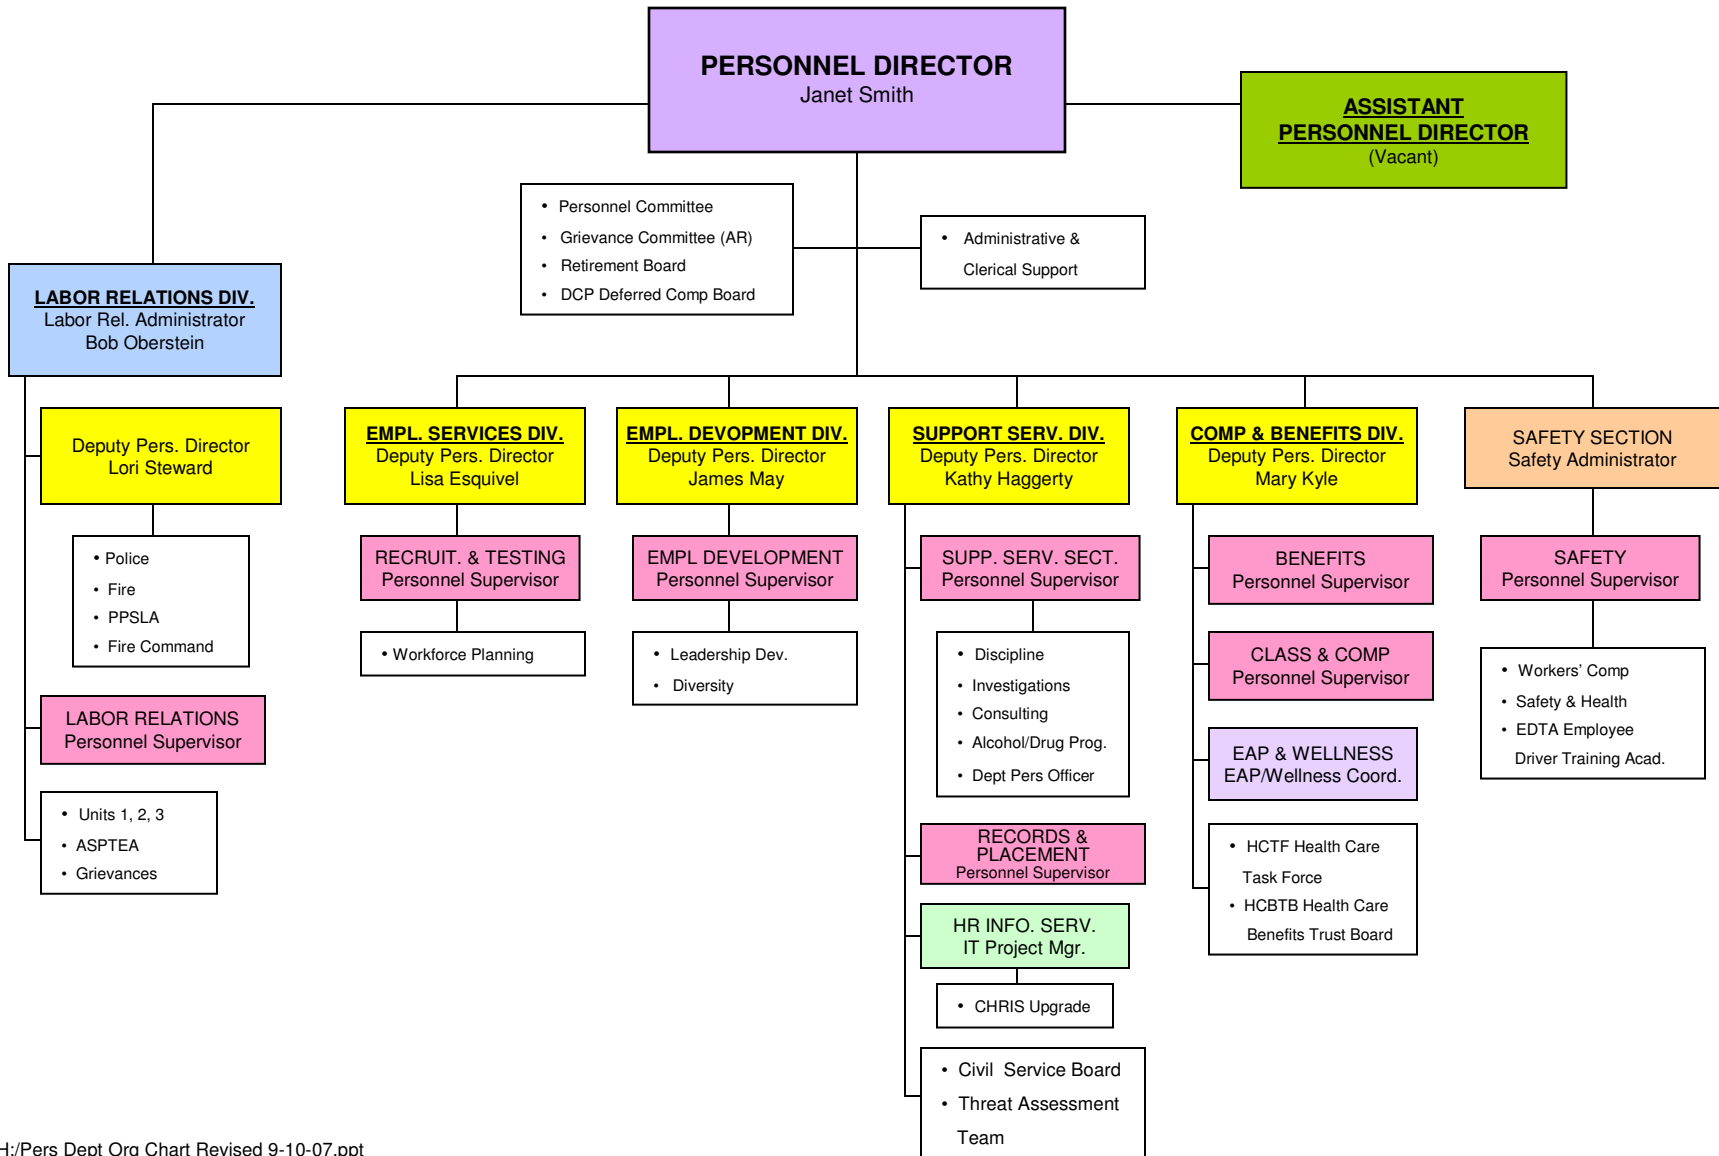 PERSONNEL DIRECTOR
Janet Smith
ASSISTANT
PERSONNEL DIRECTOR
(Vacant)
• Personnel Committee
• Grievance Committee (AR)
• Retirement Board
• DCP Deferred Comp Board
• Administrative &
Clerical Support
LABOR RELATIONS DIV.
Labor Rel. Administrator
Bob Oberstein
Deputy Pers. Director
Lori Steward
• Police
• Fire
• PPSLA
• Fire Command
LABOR RELATIONS
Personnel Supervisor
• Units 1, 2, 3
• ASPTEA
• Grievances
EMPL. SERVICES DIV.
Deputy Pers. Director
Lisa Esquivel
RECRUIT. & TESTING
Personnel Supervisor
• Workforce Planning
EMPL. DEVOPMENT DIV.
Deputy Pers. Director
James May
EMPL DEVELOPMENT
Personnel Supervisor
• Leadership Dev.
• Diversity
SUPPORT SERV. DIV.
Deputy Pers. Director
Kathy Haggerty
SUPP. SERV. SECT.
Personnel Supervisor
• Discipline
• Investigations
• Consulting
• Alcohol/Drug Prog.
• Dept Pers Officer
RECORDS &
PLACEMENT
Personnel Supervisor
HR INFO. SERV.
IT Project Mgr.
• CHRIS Upgrade
• Civil Service Board
• Threat Assessment
Team
COMP & BENEFITS DIV.
Deputy Pers. Director
Mary Kyle
BENEFITS
Personnel Supervisor
CLASS & COMP
Personnel Supervisor
EAP & WELLNESS
EAP/Wellness Coord.
• HCTF Health Care
Task Force
• HCBTB Health Care
Benefits Trust Board
SAFETY SECTION
Safety Administrator
SAFETY
Personnel Supervisor
• Workers' Comp
• Safety & Health
• EDTA Employee
Driver Training Acad.
H:/Pers Dept Org Chart Revised 9-10-07.ppt